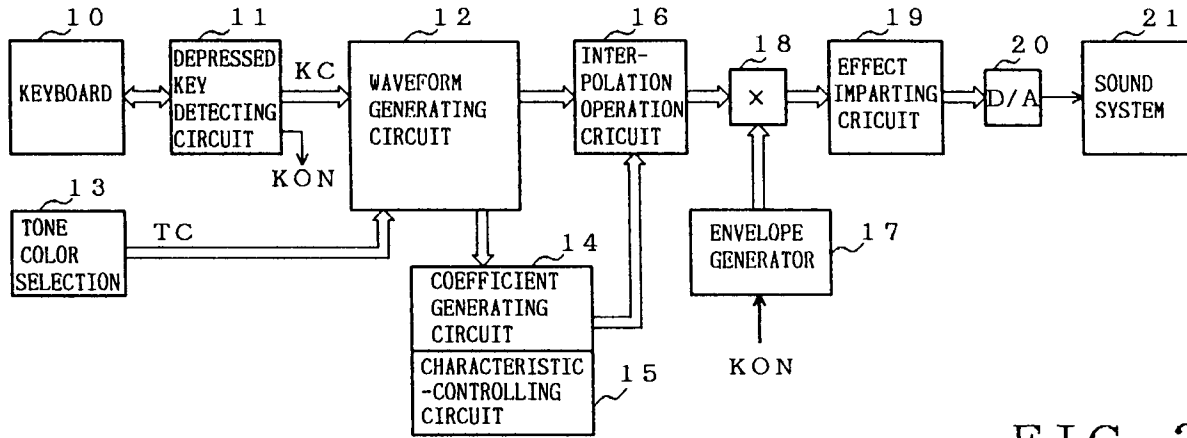 10
KEYBOARD
11
DEPRESSED
KEY
DETECTING
CIRCUIT
KC
KON
12
WAVEFORM
GENERATING
CIRCUIT
16
INTER-
POLATION
OPERATION
CRICUIT
18
×
19
EFFECT
IMPARTING
CRICUIT
20
D/A
21
SOUND
SYSTEM
13
TONE
COLOR
SELECTION
TC
14
COEFFICIENT
GENERATING
CIRCUIT
CHARACTERISTIC
-CONTROLLING
CIRCUIT
15
ENVELOPE
GENERATOR
17
KON